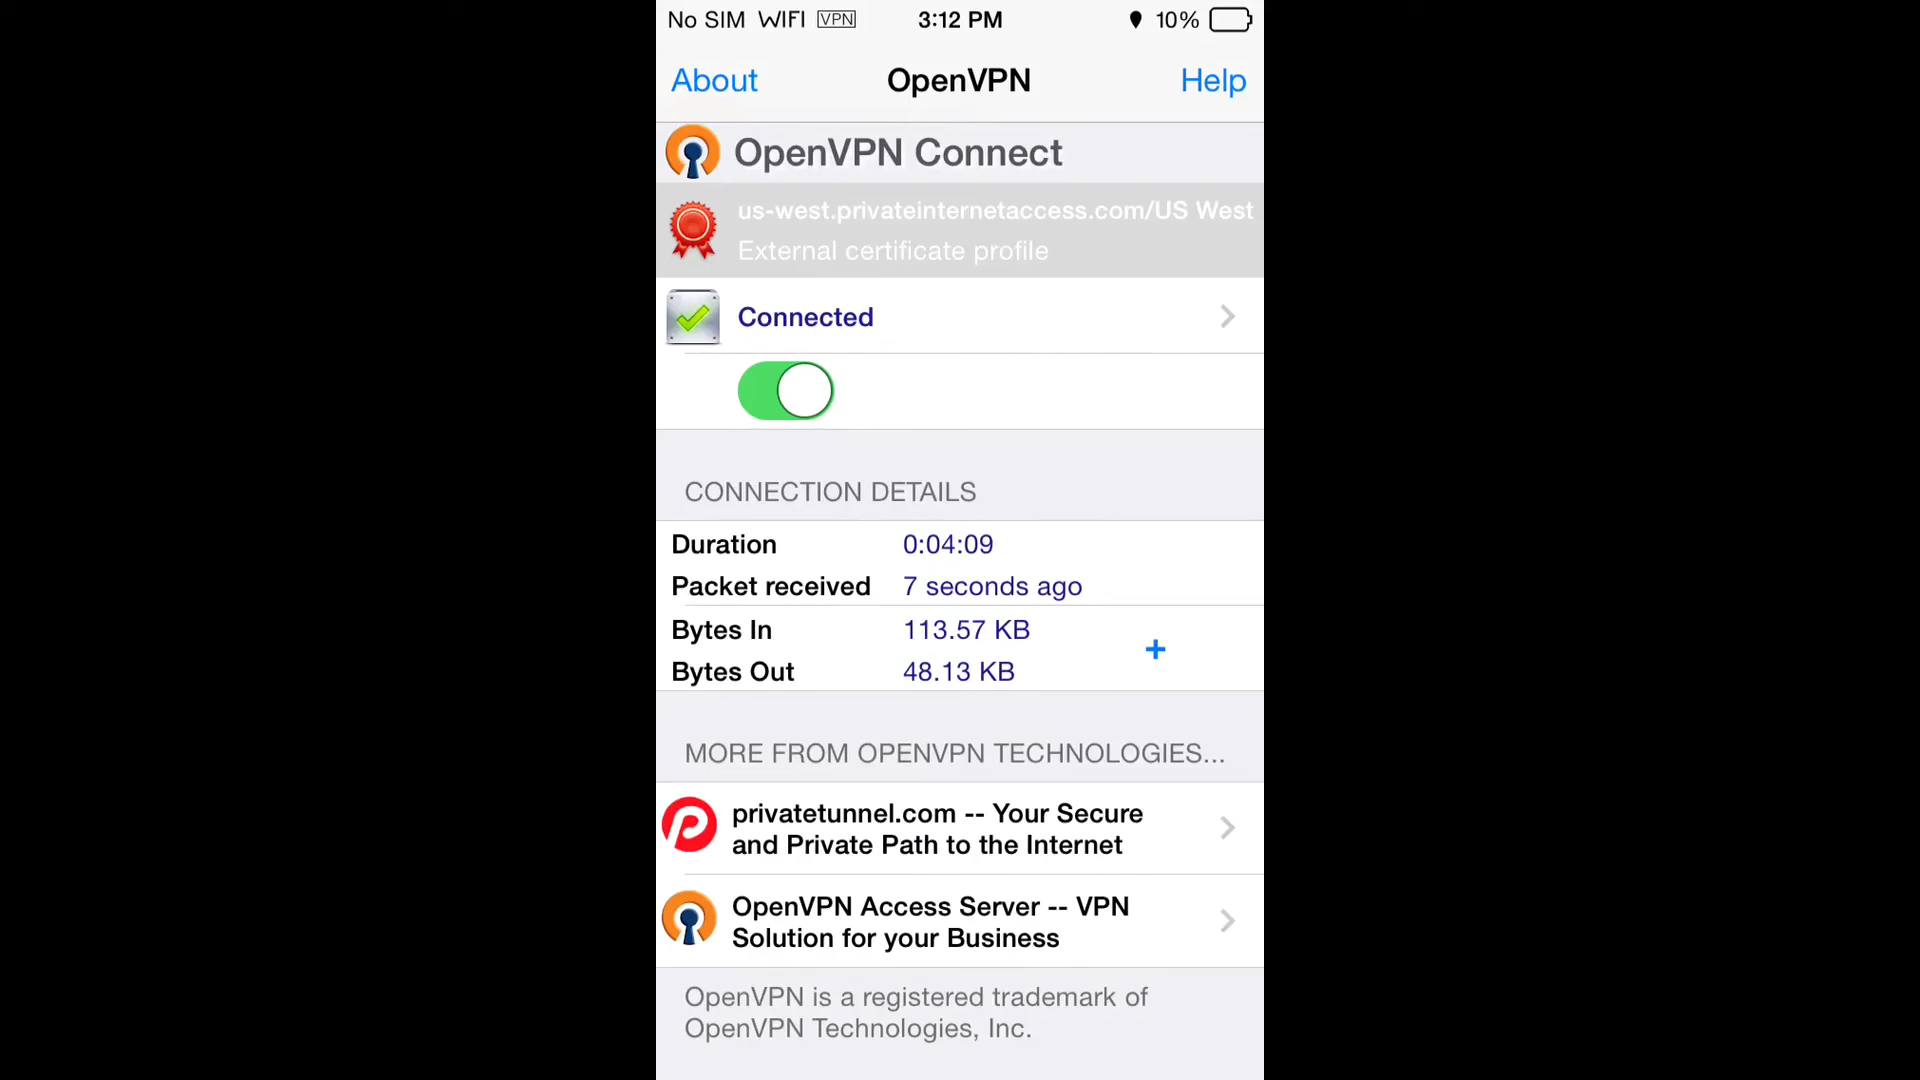 No SIM WIFI VPN 3:12 PM 10%
About OpenVPN Help
OpenVPN Connect
us-west.privateinternetaccess.com/US West
External certificate profile
Connected
CONNECTION DETAILS
Duration 0:04:09
Packet received 7 seconds ago
Bytes In 113.57 KB
+
Bytes Out 48.13 KB
MORE FROM OPENVPN TECHNOLOGIES...
privatetunnel.com -- Your Secure
and Private Path to the Internet
OpenVPN Access Server -- VPN
Solution for your Business
OpenVPN is a registered trademark of
OpenVPN Technologies, Inc.